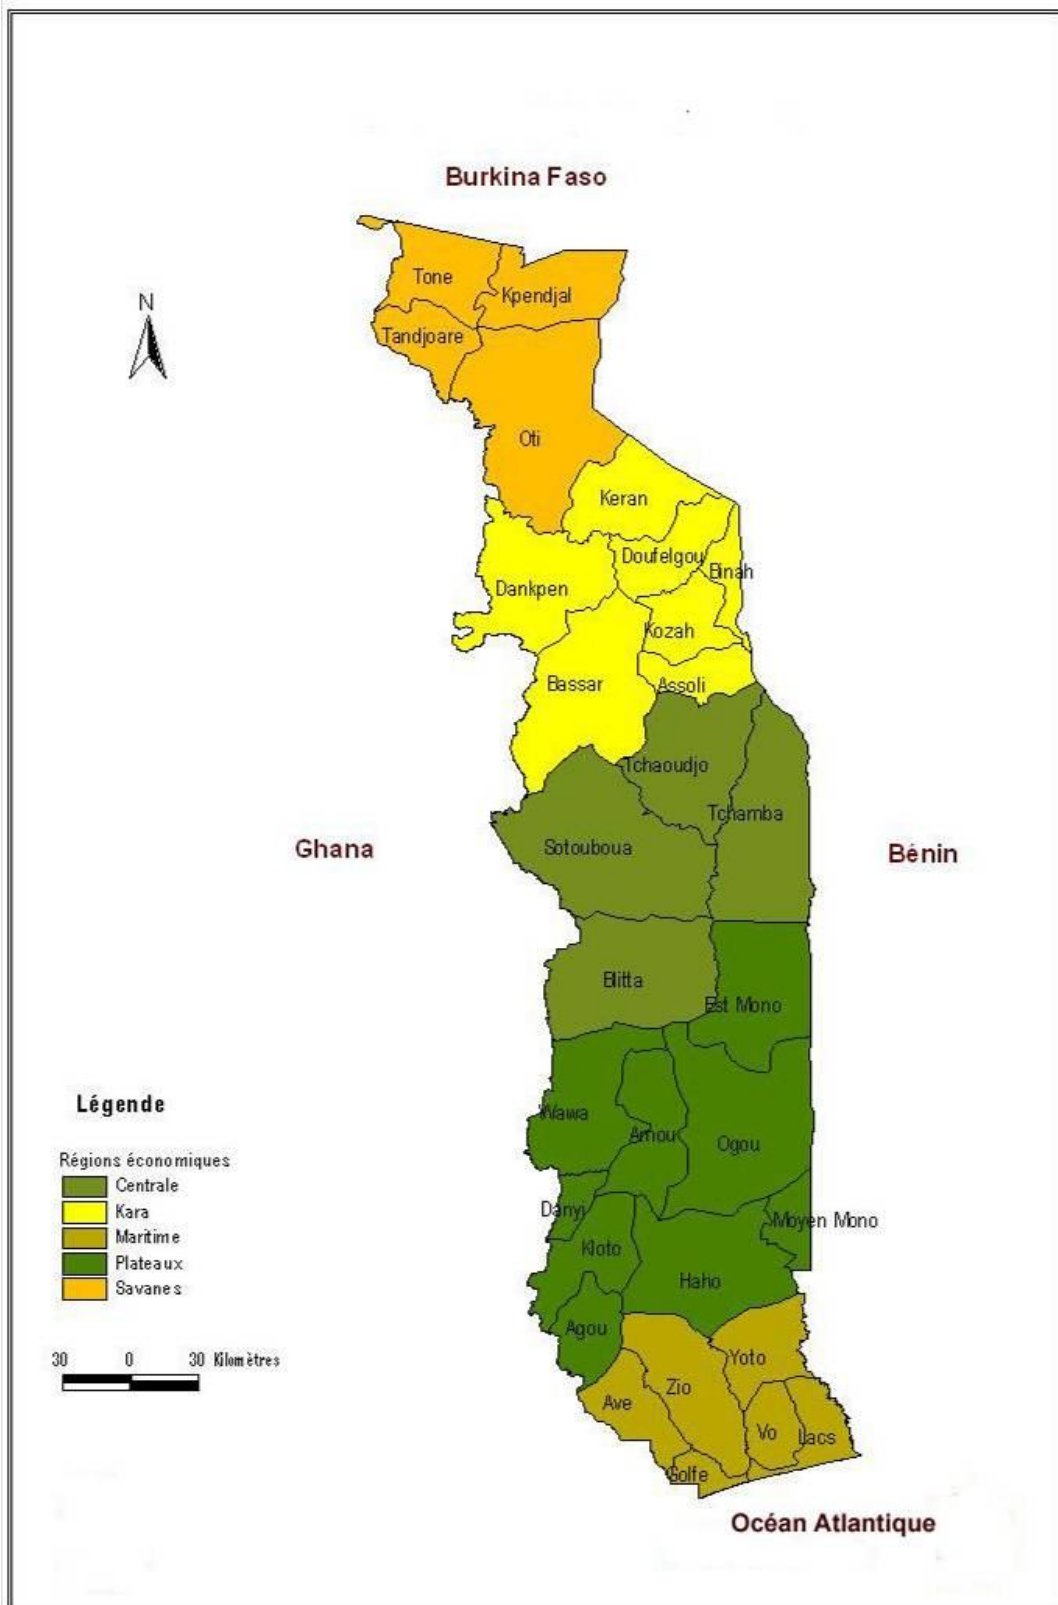 Burkina Faso
N
Tone
Kpendjal
Tandjoare
Oti
Keran
Doufelgou
Binah
Dankpen
Kozah
Bassar
Assoli
Tchaoudjo
Tchamba
Ghana
Sotouboua
Bénin
Blitta
Est Mono
Légende
Wawa
Amou
Ogou
Régions économiques
Centrale
Kara
Maritime
Plateaux
Savanes
Danyi
Moyen Mono
Kloto
Haho
Agou
30 0 30 Kilomètres
Yoto
Zio
Ave
Vo
Lacs
Golfe
Océan Atlantique